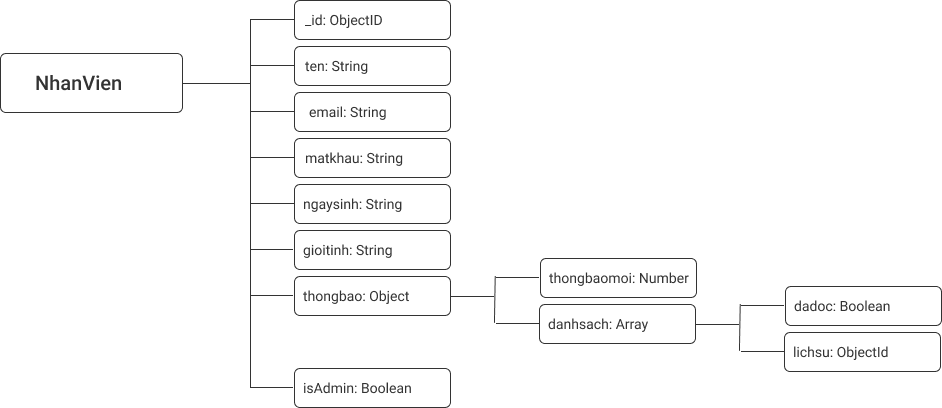 NhanVien
_id: ObjectID
ten: String
email: String
matkhau: String
ngaysinh: String
gioitinh: String
thongbao: Object
thongbaomoi: Number
danhsach: Array
dadoc: Boolean
lichsu: ObjectId
isAdmin: Boolean